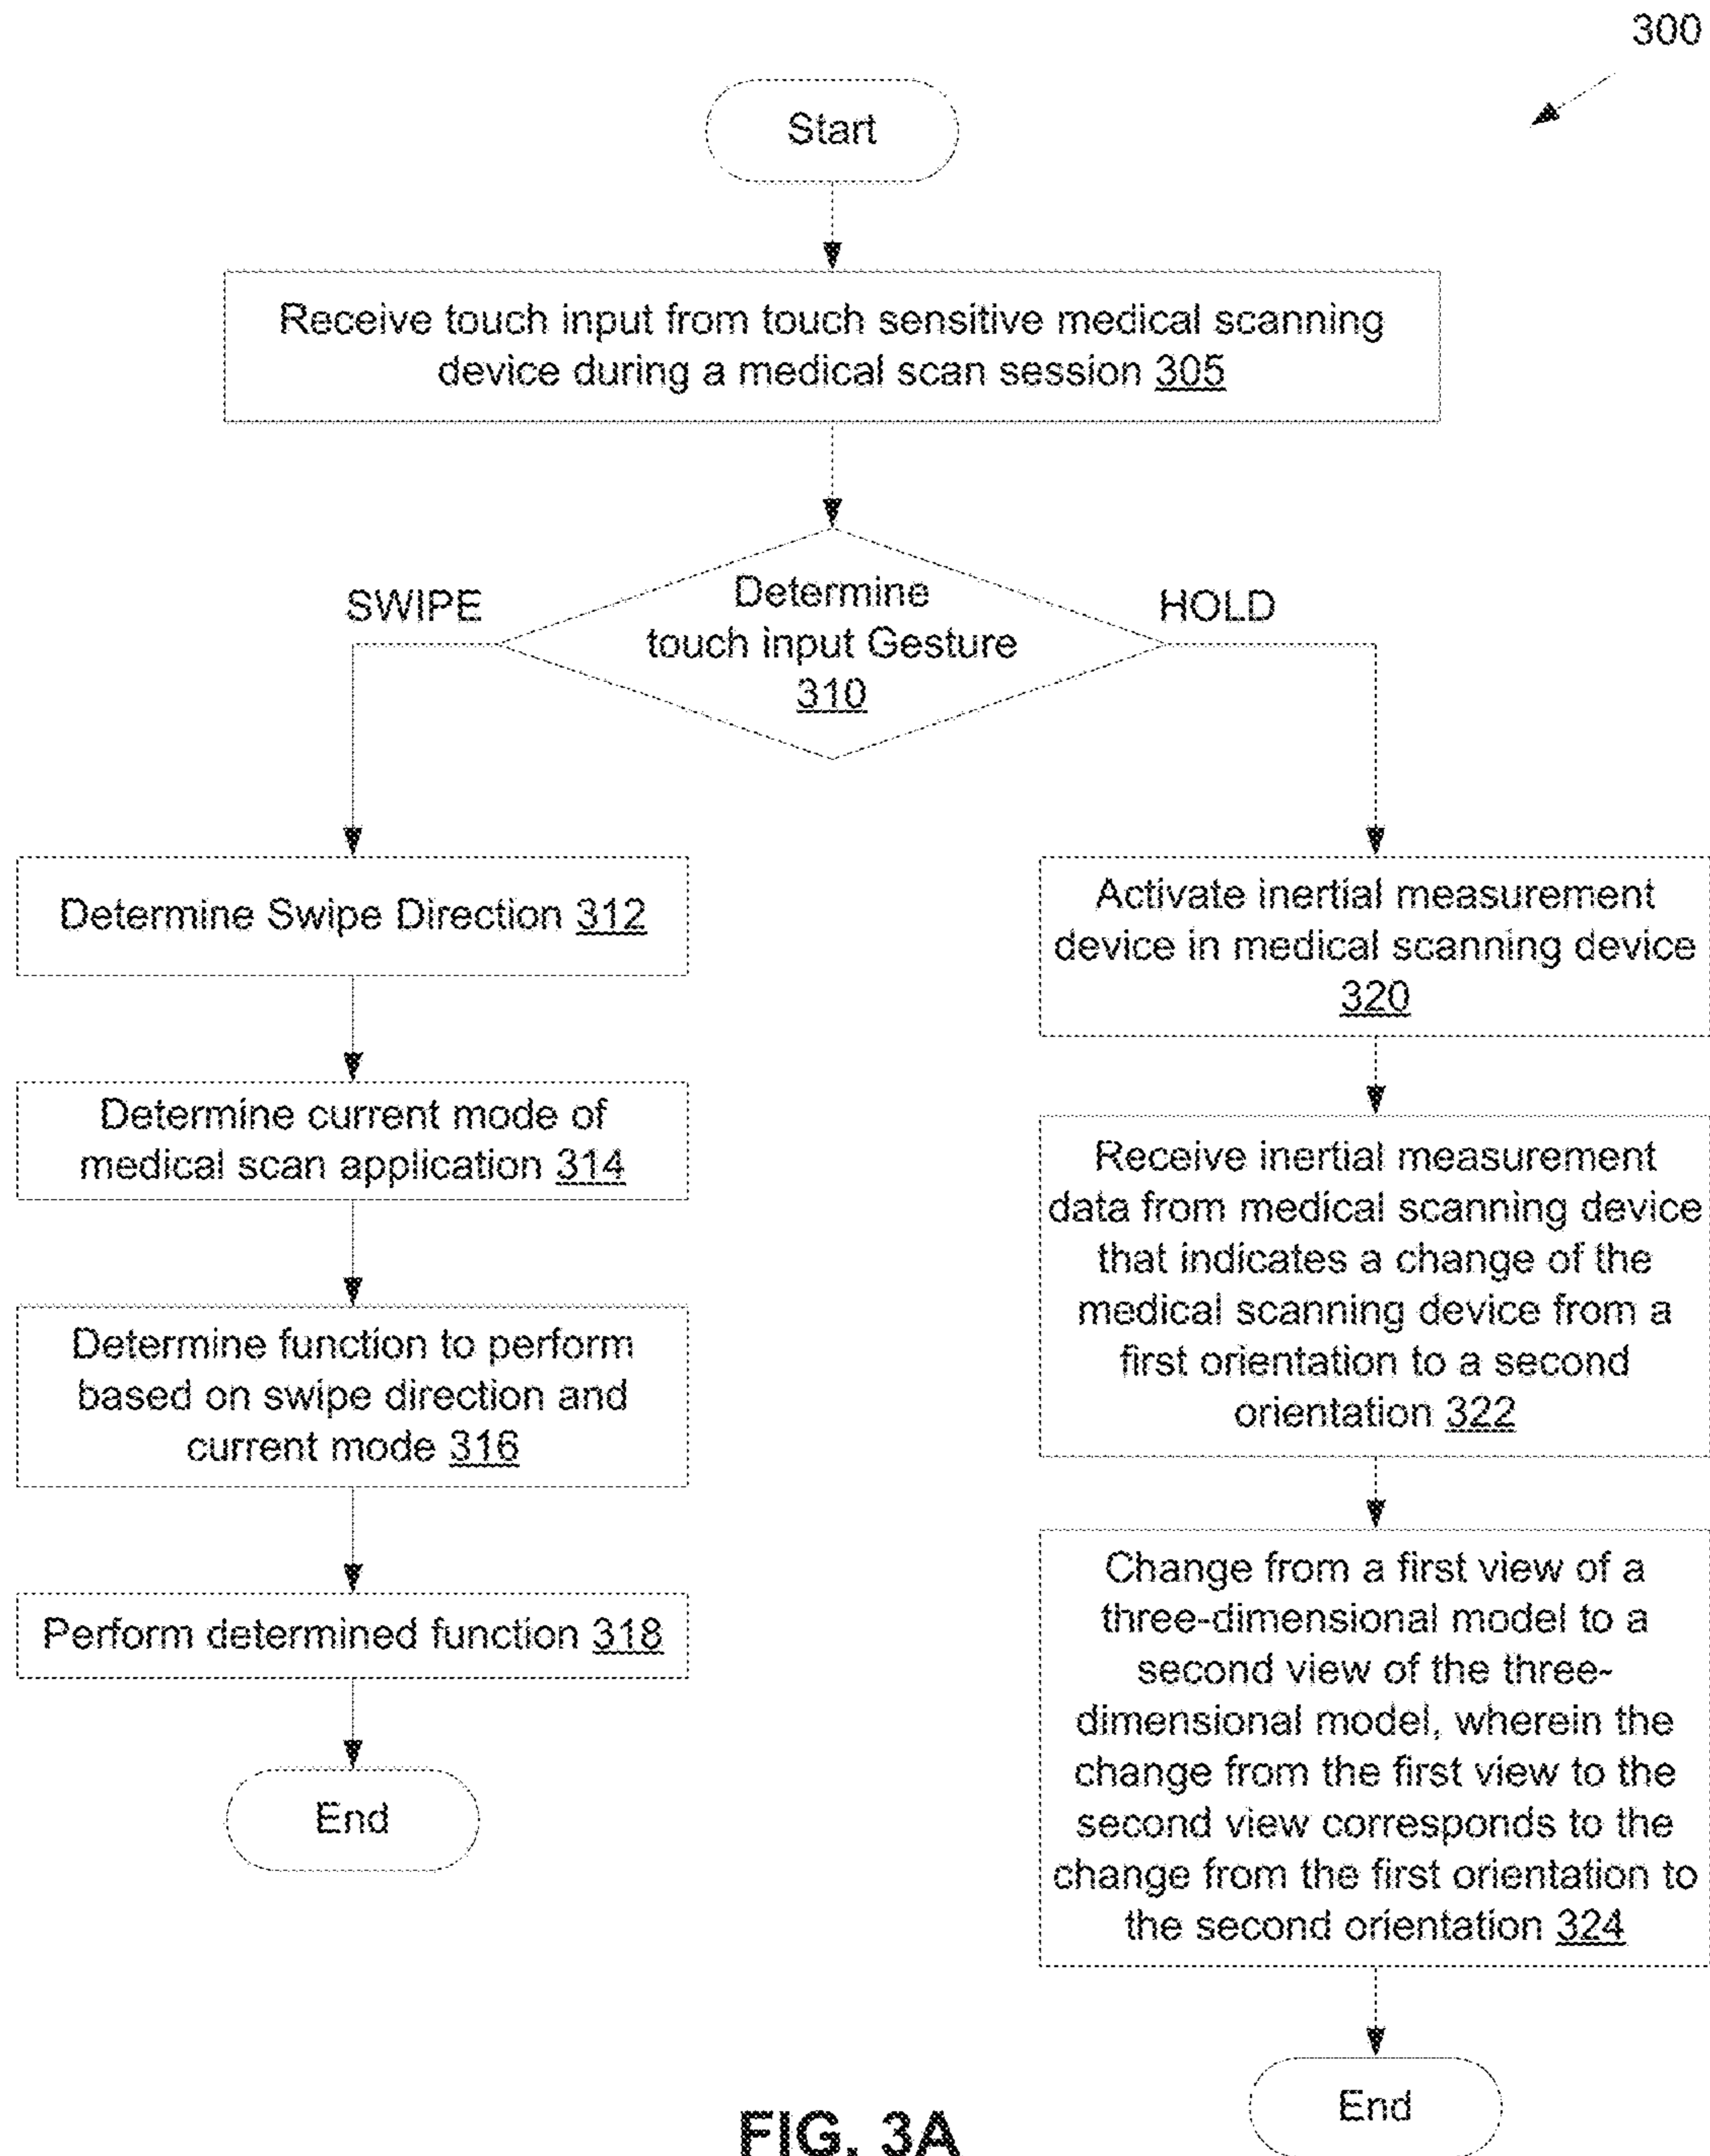 300
Start
Receive touch input from touch sensitive medical scanning
device during a medical scan session 305
SWIPE
Determine
touch input Gesture
310
HOLD
Determine Swipe Direction 312
Determine current mode of
medical scan application 314
Determine function to perform
based on swipe direction and
current mode 316
Perform determined function 318
End
Activate inertial measurement
device in medical scanning device
320
Receive inertial measurement
data from medical scanning device
that indicates a change of the
medical scanning device from a
first orientation to a second
orientation 322
Change from a first view of a
three-dimensional model to a
second view of the three-
dimensional model, wherein the
change from the first view to the
second view corresponds to the
change from the first orientation to
the second orientation 324
End
FIG. 3A